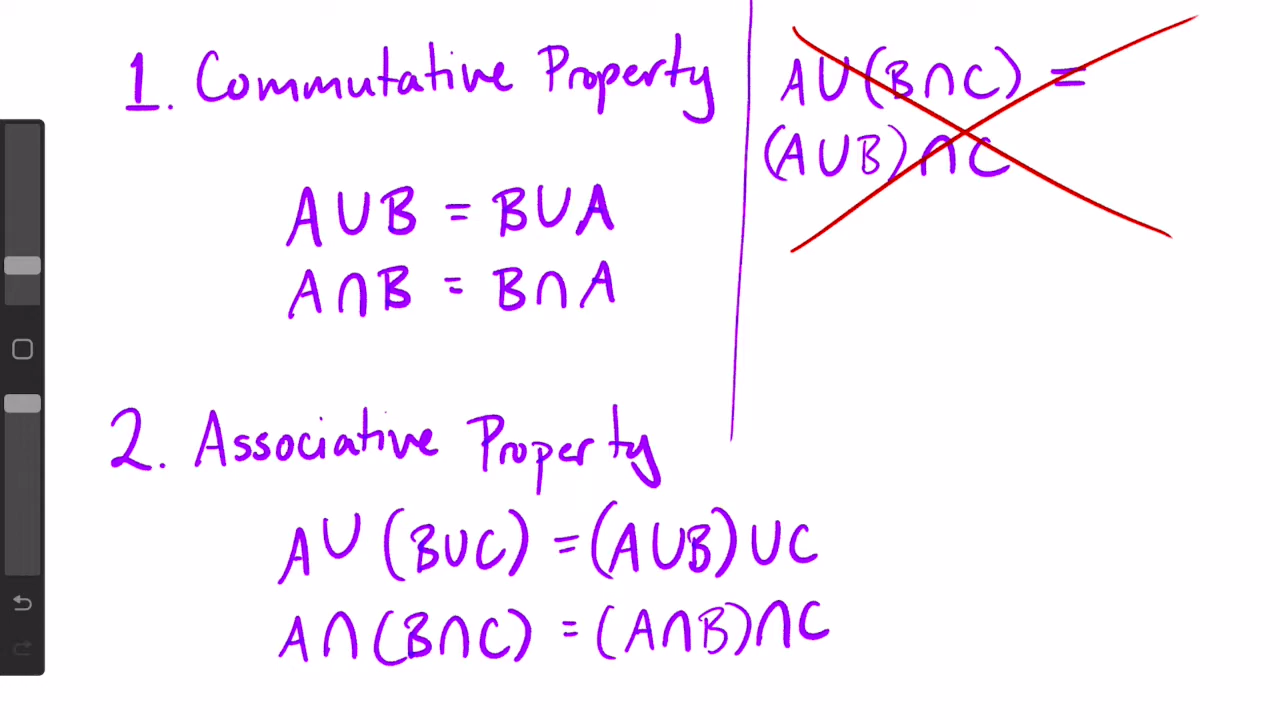 1. Commutative Property
A∪B = B∪A
A∩B = B∩A
A∪(B∩C) =
(A∪B)∩C
2. Associative Property
A∪(B∪C) = (A∪B)∪C
A∩(B∩C) = (A∩B)∩C